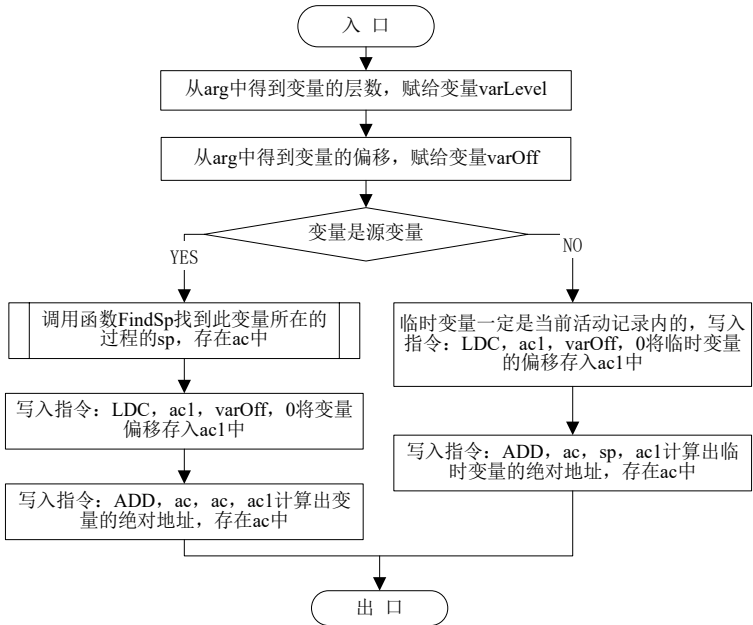 入 口
从arg中得到变量的层数，赋给变量varLevel
从arg中得到变量的偏移，赋给变量varOff
变量是源变量
YES
NO
调用函数FindSp找到此变量所在的
过程的sp，存在ac中
写入指令：LDC，ac1，varOff，0将变量
偏移存入ac1中
写入指令：ADD，ac，ac，ac1计算出变
量的绝对地址，存在ac中
临时变量一定是当前活动记录内的，写入
指令：LDC，ac1，varOff，0将临时变量
的偏移存入ac1中
写入指令：ADD，ac，sp，ac1计算出临
时变量的绝对地址，存在ac中
出 口